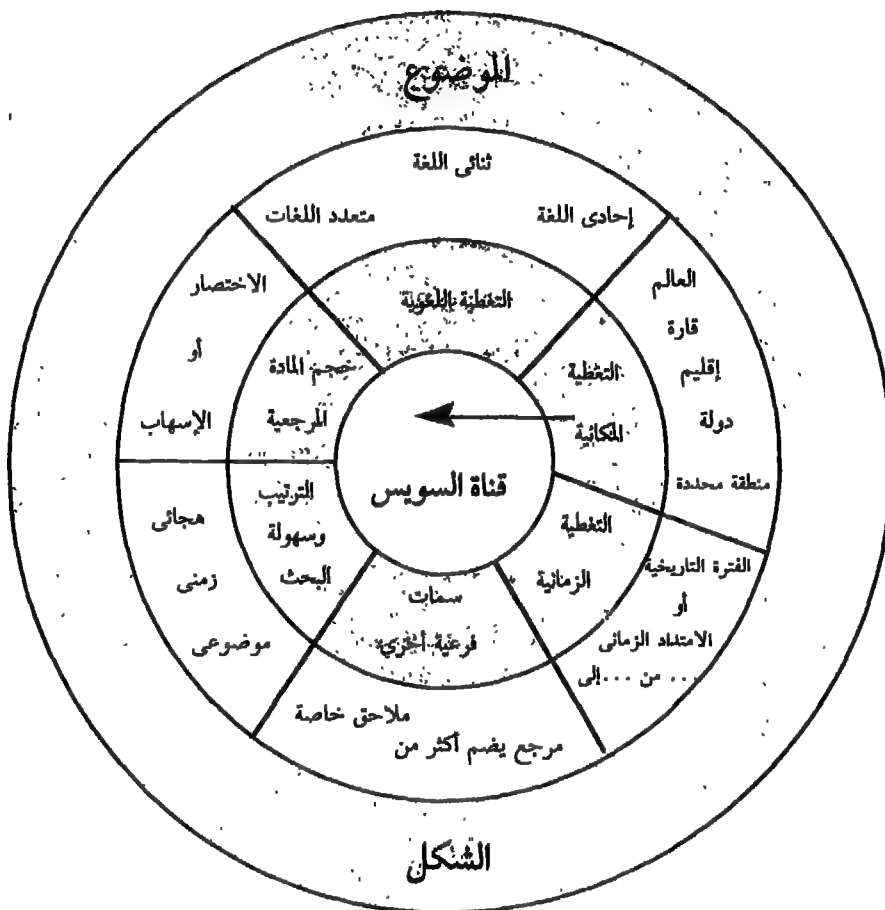 الموضوع
ثنائى اللغة
إحادى اللغة
متعدد اللغات
التغطية اللغوية
العالم
قارة
إقليم
دولة
منطقة محددة
التغطية
المكانية
الاختصار
أو
الإسهاب
حجم المادة
المرجعية
قناة السويس
التغطية
الزمانية
الفترة التاريخية
أو
الامتداد الزمانى
من ... إلى ...
الترتيب
وسهولة
البحث
هجائى
زمنى
موضوعى
سمات
فرعية أخرى
ملاحق خاصة
مرجع يضم أكثر من
الشكل